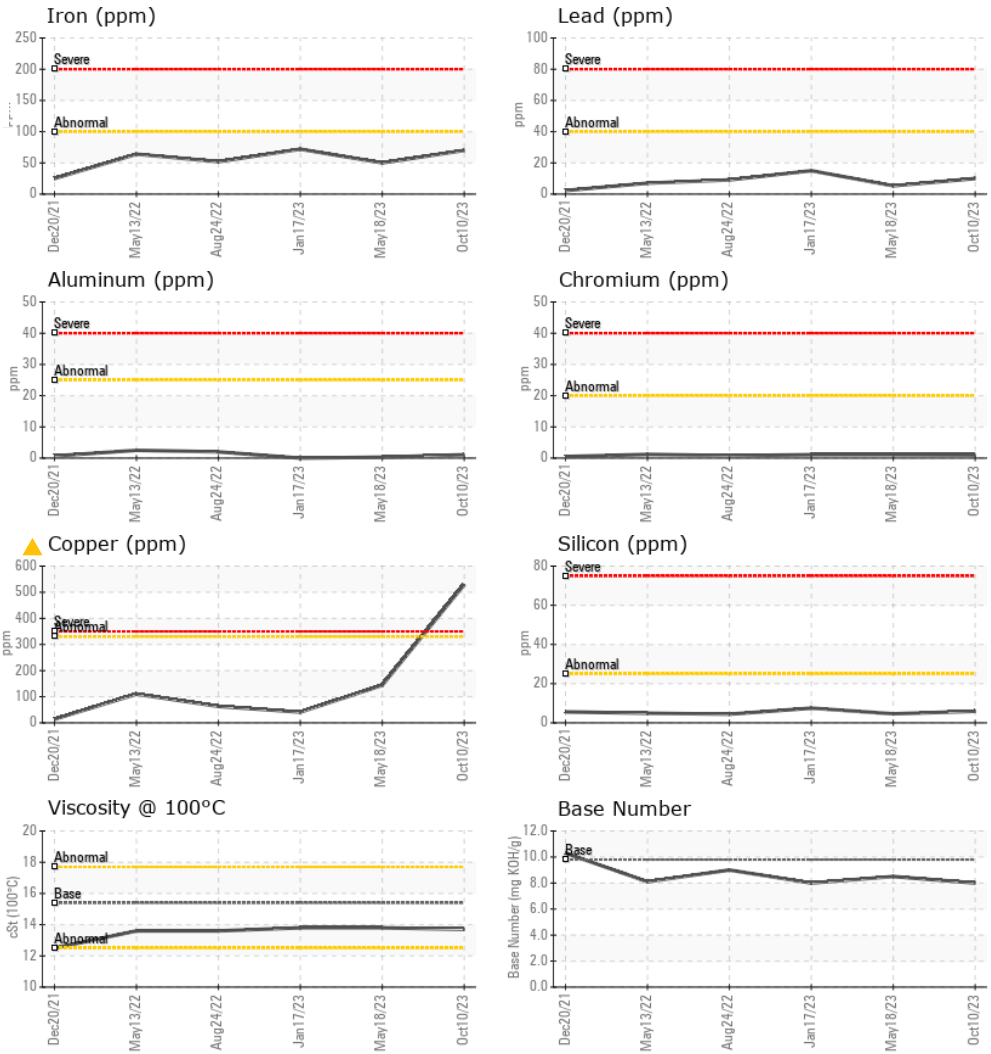 Iron (ppm)
250
200
150
100
50
0
ppm
Severe
Abnormal
Dec20/21
May13/22
Aug24/22
Jan17/23
May18/23
Oct10/23
Lead (ppm)
100
80
60
40
20
0
ppm
Severe
Abnormal
Dec20/21
May13/22
Aug24/22
Jan17/23
May18/23
Oct10/23
Aluminum (ppm)
50
40
30
20
10
0
ppm
Severe
Abnormal
Dec20/21
May13/22
Aug24/22
Jan17/23
May18/23
Oct10/23
Chromium (ppm)
50
40
30
20
10
0
ppm
Severe
Abnormal
Dec20/21
May13/22
Aug24/22
Jan17/23
May18/23
Oct10/23
Copper (ppm)
600
500
400
300
200
100
0
ppm
Severe
Abnormal
Dec20/21
May13/22
Aug24/22
Jan17/23
May18/23
Oct10/23
Silicon (ppm)
80
60
40
20
0
ppm
Severe
Abnormal
Dec20/21
May13/22
Aug24/22
Jan17/23
May18/23
Oct10/23
Viscosity @ 100°C
20
18
16
14
12
10
cSt (100°C)
Abnormal
Base
Abnormal
Dec20/21
May13/22
Aug24/22
Jan17/23
May18/23
Oct10/23
Base Number
12.0
10.0
8.0
6.0
4.0
2.0
0.0
Base Number (mg KOH/g)
Base
Dec20/21
May13/22
Aug24/22
Jan17/23
May18/23
Oct10/23